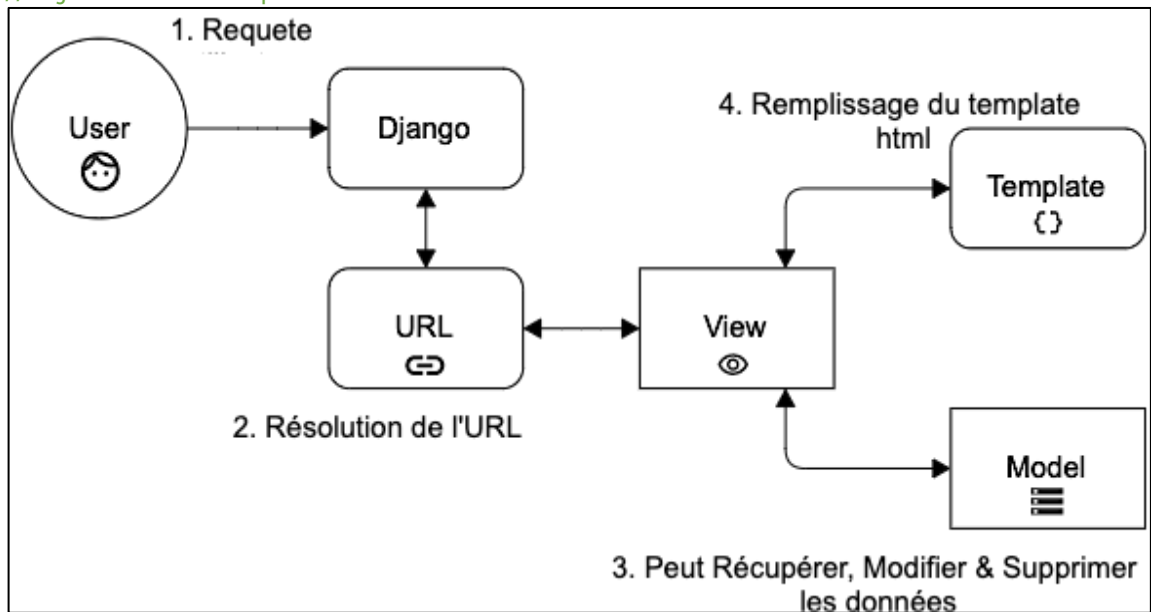 1. Requete
User
Django
4. Remplissage du template
html
Template
{}
URL
View
2. Résolution de l'URL
Model
3. Peut Récupérer, Modifier & Supprimer
les données